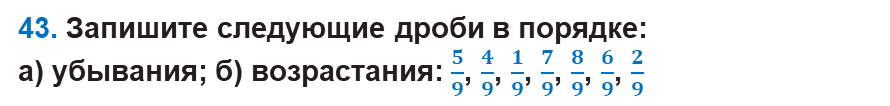 43. Запишите следующие дроби в порядке:
а) убывания; б) возрастания: 5/9, 4/9, 1/9, 7/9, 8/9, 6/9, 2/9